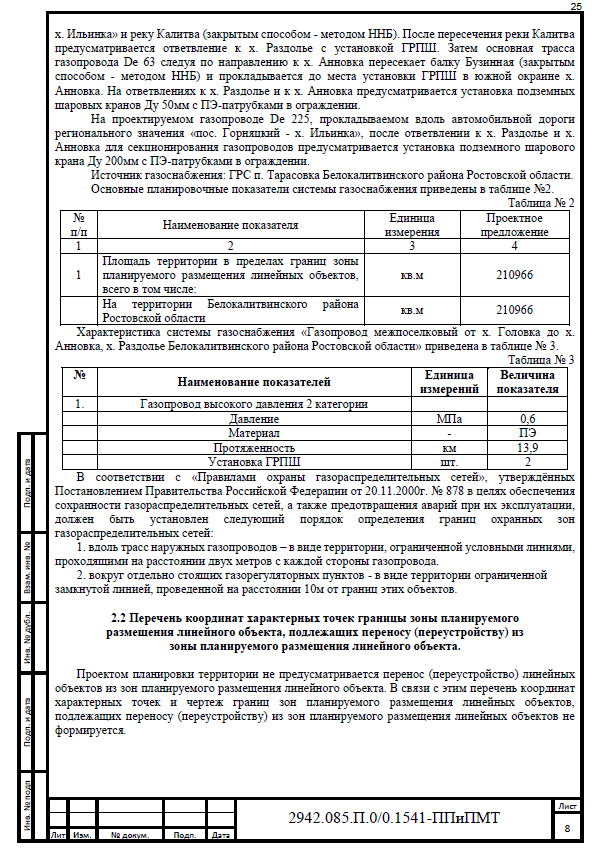 25
х. Ильинка» и реку Калитва (закрытым способом - методом ННБ). После пересечения реки Калитва
предусматривается ответвление к х. Раздолье с установкой ГРПШ. Затем основная трасса
газопровода De 63 следуя по направлению к х. Анновка пересекает балку Бузинная (закрытым
способом - методом ННБ) и прокладывается до места установки ГРПШ в южной окраине х.
Анновка. На ответвлениях к х. Раздолье и к х. Анновка предусматривается установка подземных
шаровых кранов Ду 50мм с ПЭ-патрубками в ограждении.
На проектируемом газопроводе De 225, прокладываемом вдоль автомобильной дороги
регионального значения «пос. Горняцкий - х. Ильинка», после ответвлении к х. Раздолье и х.
Анновка для секционирования газопроводов предусматривается установка подземного шарового
крана Ду 200мм с ПЭ-патрубками в ограждении.
Источник газоснабжения: ГРС п. Тарасовка Белокалитвинского района Ростовской области.
Основные планировочные показатели системы газоснабжения приведены в таблице №2.
Таблица № 2
№ п/п Наименование показателя Единица измерения Проектное предложение
1 2 3 4
1 Площадь территории в пределах границ зоны планируемого размещения линейных объектов, всего в том числе: кв.м 210966
На территории Белокалитвинского района Ростовской области кв.м 210966
Характеристика системы газоснабжения «Газопровод межпоселковый от х. Головка до х.
Анновка, х. Раздолье Белокалитвинского района Ростовской области» приведена в таблице № 3.
Таблица № 3
№ Наименование показателей Единица измерений Величина показателя
1. Газопровод высокого давления 2 категории
Давление МПа 0,6
Материал - ПЭ
Протяженность км 13,9
Установка ГРПШ шт. 2
В соответствии с «Правилами охраны газораспределительных сетей», утверждённых
Постановлением Правительства Российской Федерации от 20.11.2000г. № 878 в целях обеспечения
сохранности газораспределительных сетей, а также предотвращения аварий при их эксплуатации,
должен быть установлен следующий порядок определения границ охранных зон
газораспределительных сетей:
1. вдоль трасс наружных газопроводов – в виде территории, ограниченной условными линиями,
проходящими на расстоянии двух метров с каждой стороны газопровода.
2. вокруг отдельно стоящих газорегуляторных пунктов - в виде территории ограниченной
замкнутой линией, проведенной на расстоянии 10м от границ этих объектов.
2.2 Перечень координат характерных точек границы зоны планируемого
размещения линейного объекта, подлежащих переносу (переустройству) из
зоны планируемого размещения линейного объекта.
Проектом планировки территории не предусматривается перенос (переустройство) линейных
объектов из зон планируемого размещения линейного объекта. В связи с этим перечень координат
характерных точек и чертеж границ зон планируемого размещения линейных объектов,
подлежащих переносу (переустройству) из зон планируемого размещения линейных объектов не
формируется.
Подп. и дата
Взам. инв. №
Инв. № дубл.
Подп. и дата
Инв. № подп
Лит Изм. № докум. Подп. Дата
2942.085.П.0/0.1541-ППиПМТ
Лист
8